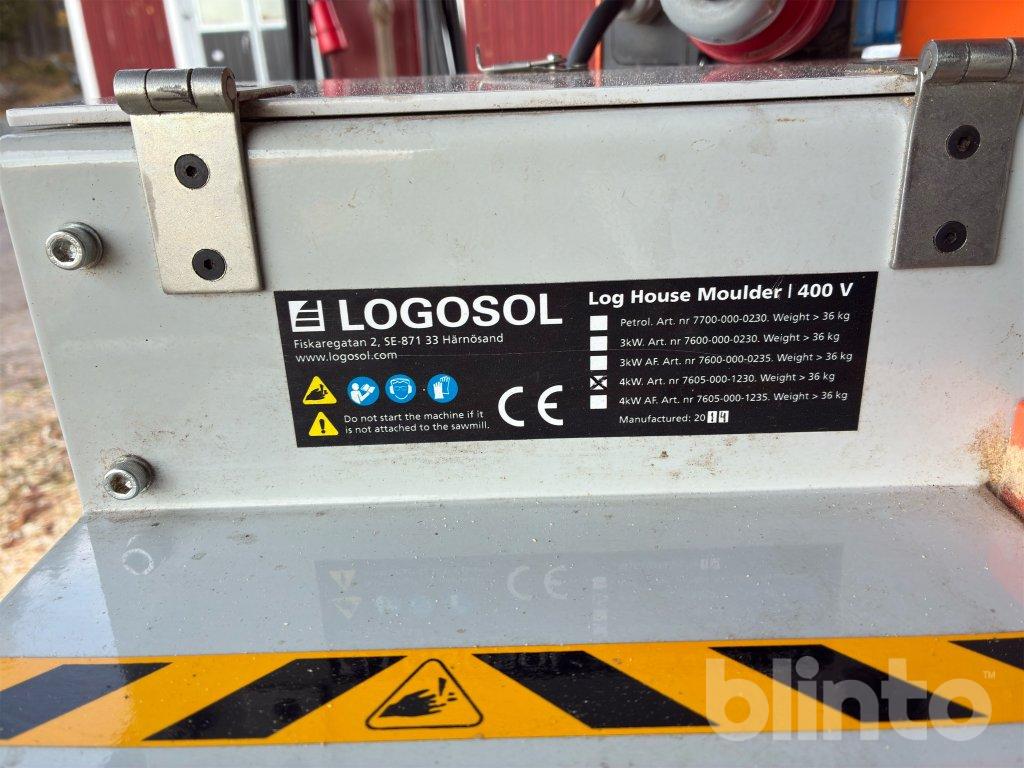 LOGOSOL
Fiskaregatan 2, SE-871 33 Härnösand
www.logosol.com
Do not start the machine if it
is not attached to the sawmill.
CE
Log House Moulder | 400 V
Petrol. Art. nr 7700-000-0230. Weight > 36 kg
3kW. Art. nr 7600-000-0230. Weight > 36 kg
3kW AF. Art. nr 7600-000-0235. Weight > 36 kg
4kW. Art. nr 7605-000-1230. Weight > 36 kg
4kW AF. Art. nr 7605-000-1235. Weight > 36 kg
Manufactured: 2014
blinto™